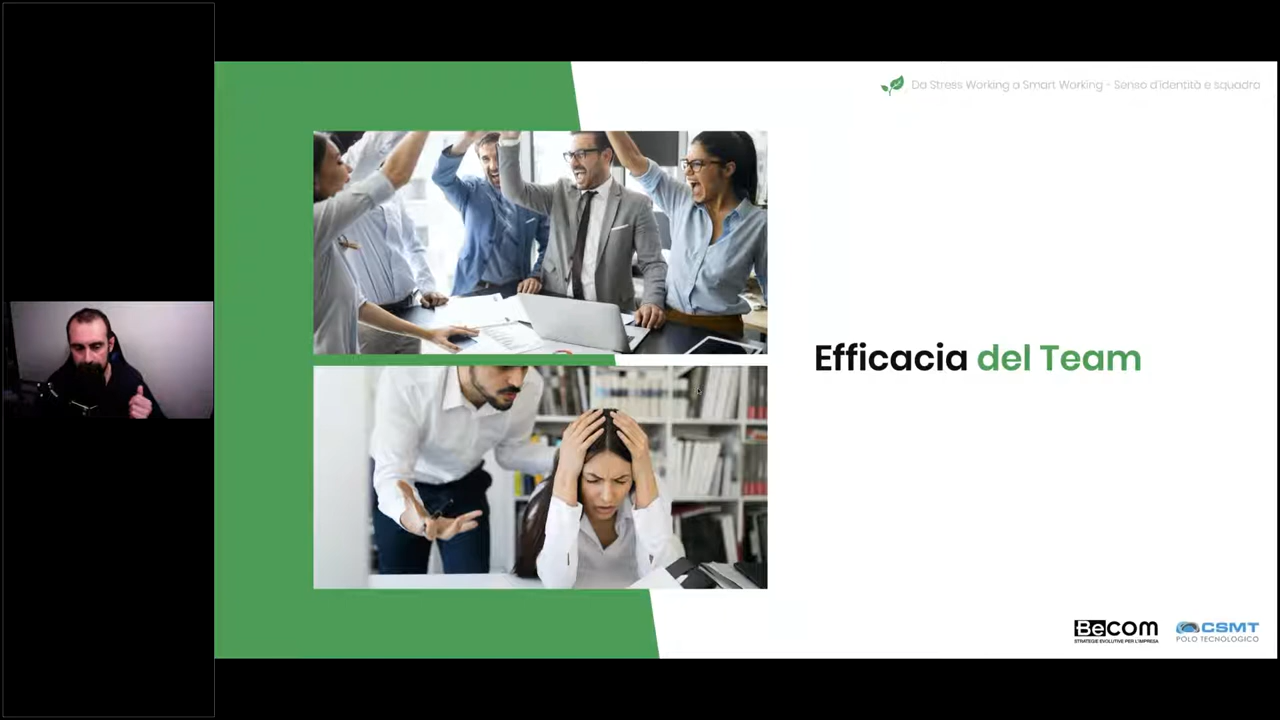 Da Stress Working a Smart Working - Senso d'identità e squadra
Efficacia del Team
BeCOM
STRATEGIE EVOLUTIVE PER L'IMPRESA
CSMT
POLO TECNOLOGICO